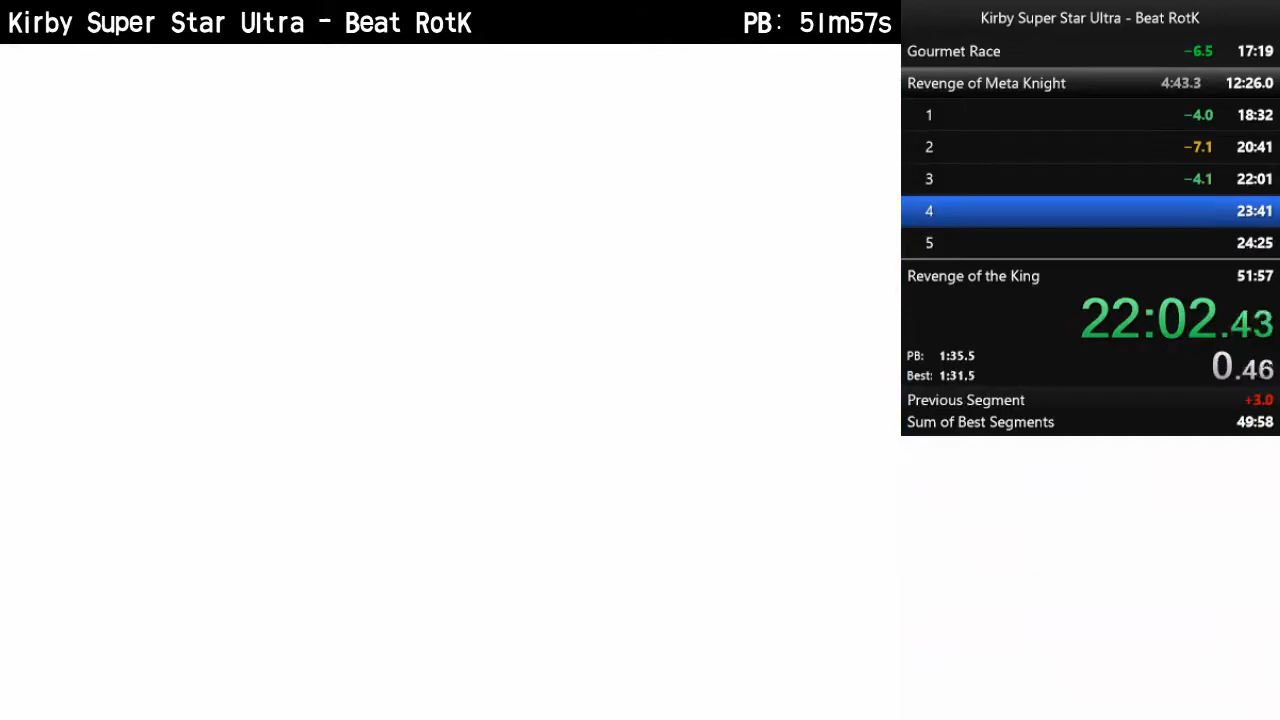 Kirby Super Star Ultra - Beat RotK PB: 51m57s
Kirby Super Star Ultra - Beat RotK
Gourmet Race −6.5 17:19
Revenge of Meta Knight 4:43.3 12:26.0
1 −4.0 18:32
2 −7.1 20:41
3 −4.1 22:01
4 23:41
5 24:25
Revenge of the King 51:57
22:02.43
PB: 1:35.5 0.46
Best: 1:31.5
Previous Segment +3.0
Sum of Best Segments 49:58